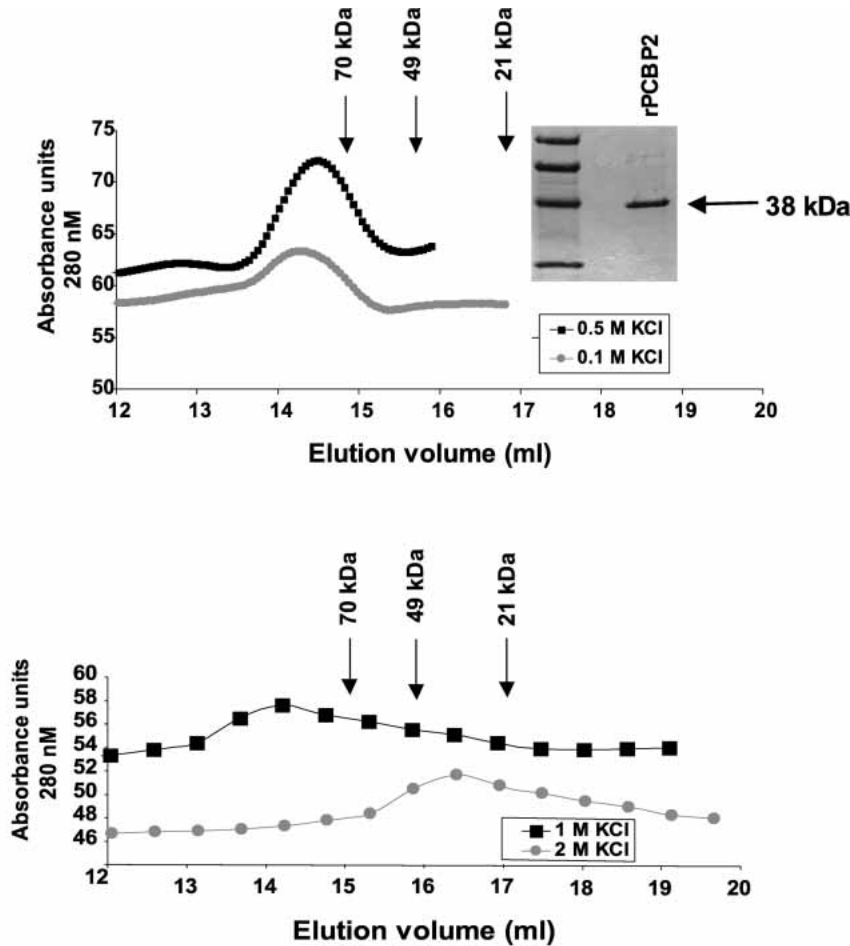 70 kDa
49 kDa
21 kDa
rPCBP2
38 kDa
75
70
65
60
55
50
Absorbance units
280 nM
0.5 M KCl
0.1 M KCl
12 13 14 15 16 17 18 19 20
Elution volume (ml)
70 kDa
49 kDa
21 kDa
60
58
56
54
52
50
48
46
Absorbance units
280 nM
1 M KCl
2 M KCl
12 13 14 15 16 17 18 19 20
Elution volume (ml)